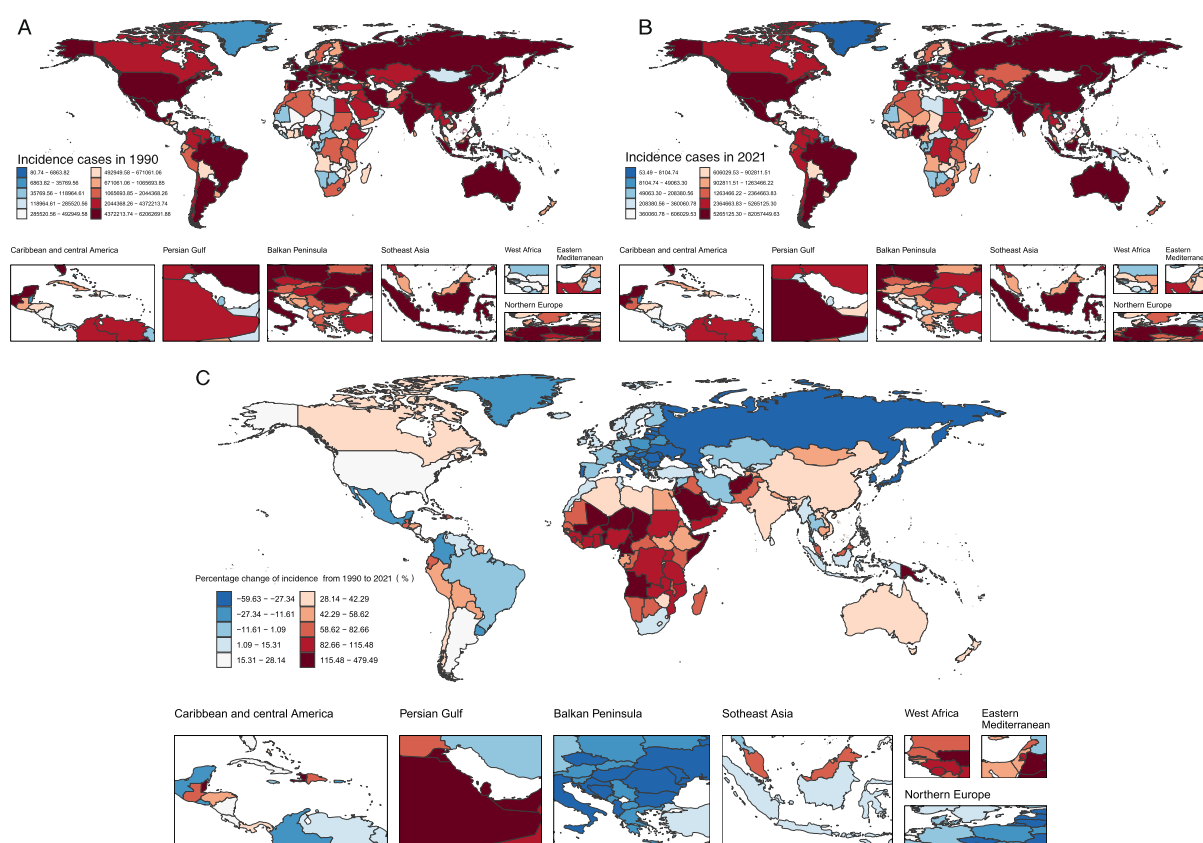 A
B
Incidence cases in 1990
80.74 − 6863.82
6863.82 − 35769.56
35769.56 − 118964.61
118964.61 − 285520.56
285520.56 − 492949.58
492949.58 − 671061.06
671061.06 − 1065693.85
1065693.85 − 2044368.26
2044368.26 − 4372213.74
4372213.74 − 62062691.88
Incidence cases in 2021
53.49 − 8104.74
8104.74 − 49063.30
49063.30 − 208380.56
208380.56 − 360060.78
360060.78 − 606029.53
606029.53 − 902811.51
902811.51 − 1263466.22
1263466.22 − 2364663.83
2364663.83 − 5265125.30
5265125.30 − 82057449.63
Caribbean and central America
Persian Gulf
Balkan Peninsula
Sotheast Asia
West Africa
Eastern
Mediterranean
Northern Europe
Caribbean and central America
Persian Gulf
Balkan Peninsula
Sotheast Asia
West Africa
Eastern
Mediterranean
Northern Europe
C
Percentage change of incidence from 1990 to 2021 ( % )
−59.63 − −27.34
−27.34 − −11.61
−11.61 − 1.09
1.09 − 15.31
15.31 − 28.14
28.14 − 42.29
42.29 − 58.62
58.62 − 82.66
82.66 − 115.48
115.48 − 479.49
Caribbean and central America
Persian Gulf
Balkan Peninsula
Sotheast Asia
West Africa
Eastern
Mediterranean
Northern Europe